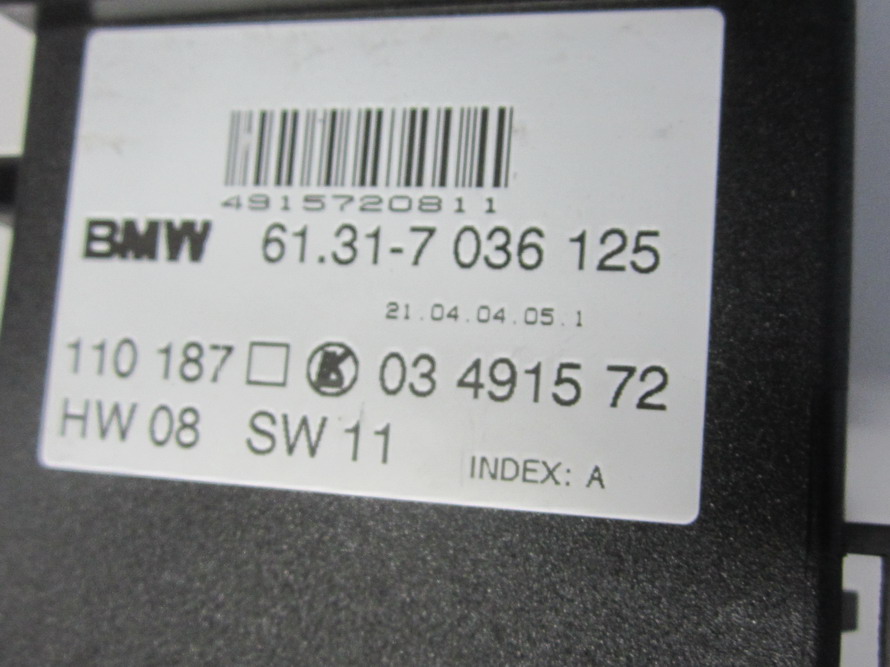 4915720811
BMW 61.31-7 036 125
21.04.04.05.1
110 187 03 4915 72
HW 08 SW 11 INDEX: A